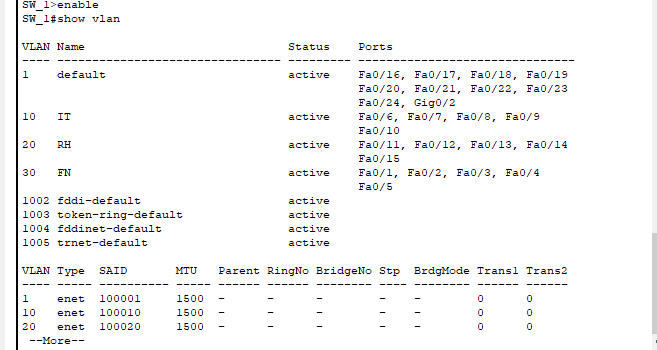 SW_1>enable
SW_1#show vlan
VLAN Name                             Status    Ports
---- -------------------------------- --------- -------------------------------
1    default                          active    Fa0/16, Fa0/17, Fa0/18, Fa0/19
                                                Fa0/20, Fa0/21, Fa0/22, Fa0/23
                                                Fa0/24, Gig0/2
10   IT                               active    Fa0/6, Fa0/7, Fa0/8, Fa0/9
                                                Fa0/10
20   RH                               active    Fa0/11, Fa0/12, Fa0/13, Fa0/14
                                                Fa0/15
30   FN                               active    Fa0/1, Fa0/2, Fa0/3, Fa0/4
                                                Fa0/5
1002 fddi-default                     active
1003 token-ring-default               active
1004 fddinet-default                  active
1005 trnet-default                    active
VLAN Type  SAID       MTU   Parent RingNo BridgeNo Stp  BrdgMode Trans1 Trans2
---- ----- ---------- ----- ------ ------ -------- ---- -------- ------ ------
1    enet  100001     1500  -      -      -        -    -        0      0
10   enet  100010     1500  -      -      -        -    -        0      0
20   enet  100020     1500  -      -      -        -    -        0      0
 --More--